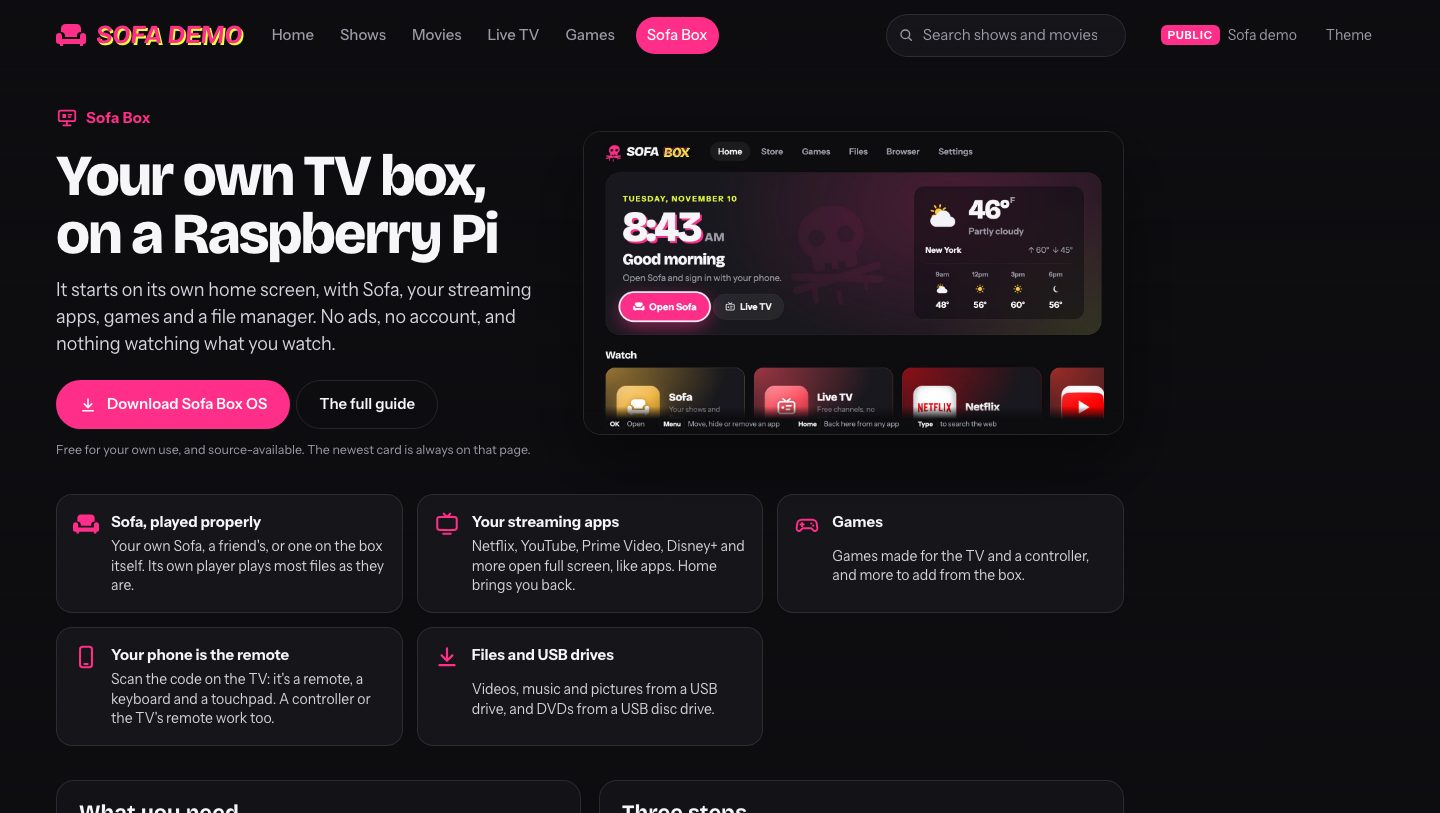 SOFA DEMO
Home Shows Movies Live TV Games Sofa Box
Search shows and movies
PUBLIC Sofa demo Theme
Sofa Box
Your own TV box,
on a Raspberry Pi
It starts on its own home screen, with Sofa, your streaming
apps, games and a file manager. No ads, no account, and
nothing watching what you watch.
Download Sofa Box OS The full guide
Free for your own use, and source-available. The newest card is always on that page.
SOFA BOX Home Store Games Files Browser Settings
TUESDAY, NOVEMBER 10
8:43 AM
Good morning
Open Sofa and sign in with your phone.
Open Sofa Live TV
46°F
Partly cloudy
New York ↑ 60° ↓ 45°
9am 12pm 3pm 6pm
48° 56° 60° 56°
Watch
Sofa
Your shows and
Live TV
Free channels, no
NETFLIX Netflix
OK Open Menu Move, hide or remove an app Home Back here from any app Type to search the web
Sofa, played properly
Your own Sofa, a friend's, or one on the box
itself. Its own player plays most files as they
are.
Your streaming apps
Netflix, YouTube, Prime Video, Disney+ and
more open full screen, like apps. Home
brings you back.
Games
Games made for the TV and a controller,
and more to add from the box.
Your phone is the remote
Scan the code on the TV: it's a remote, a
keyboard and a touchpad. A controller or
the TV's remote work too.
Files and USB drives
Videos, music and pictures from a USB
drive, and DVDs from a USB disc drive.
What you need
Three steps